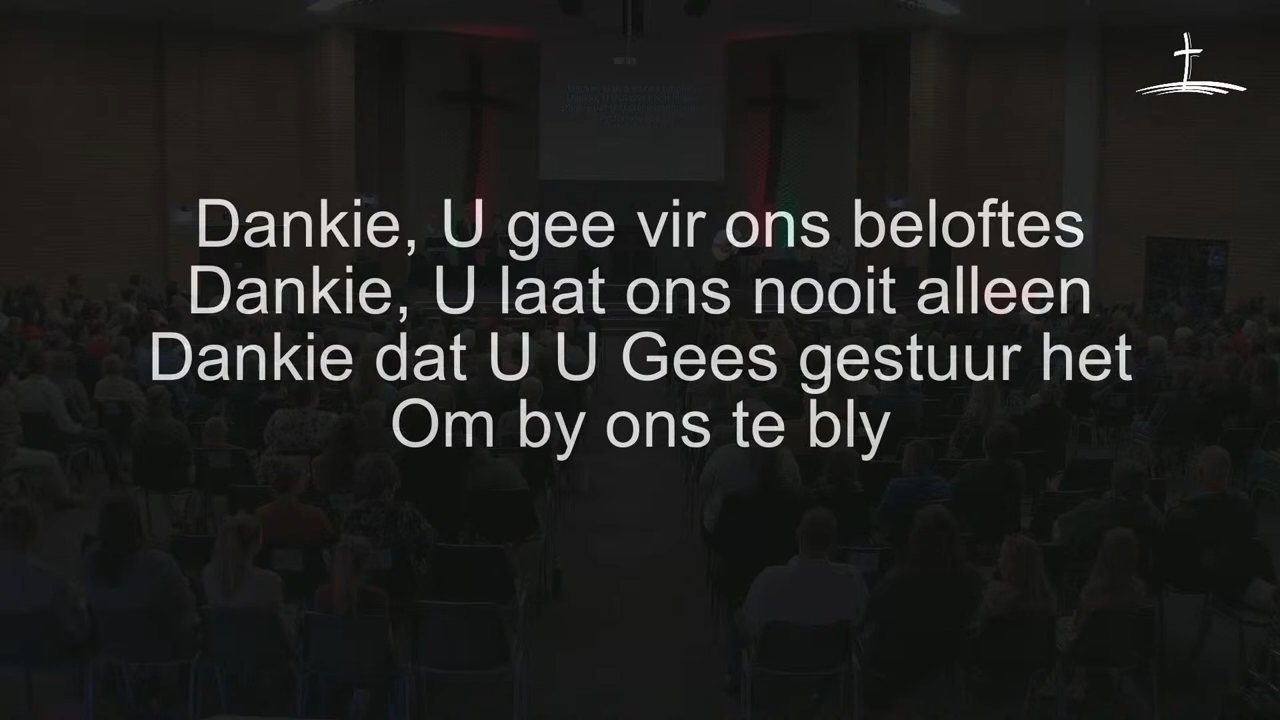 Dankie, U gee vir ons beloftes
Dankie, U laat ons nooit alleen
Dankie dat U U Gees gestuur het
Om by ons te bly